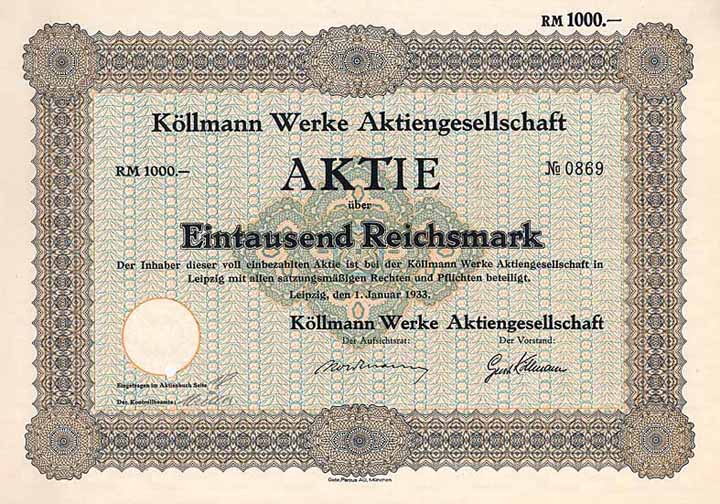 RM 1000.—
Köllmann Werke Aktiengesellschaft
RM 1000.— AKTIE № 0869
über
Eintausend Reichsmark
Der Inhaber dieser voll einbezahlten Aktie ist bei der Köllmann Werke Aktiengesellschaft in
Leipzig mit allen satzungsmäßigen Rechten und Pflichten beteiligt.
Leipzig, den 1. Januar 1933.
Köllmann Werke Aktiengesellschaft
Der Aufsichtsrat: Der Vorstand:
Köllmann
Eingetragen im Aktienbuch Seite
Der Kontrollbeamte:
München